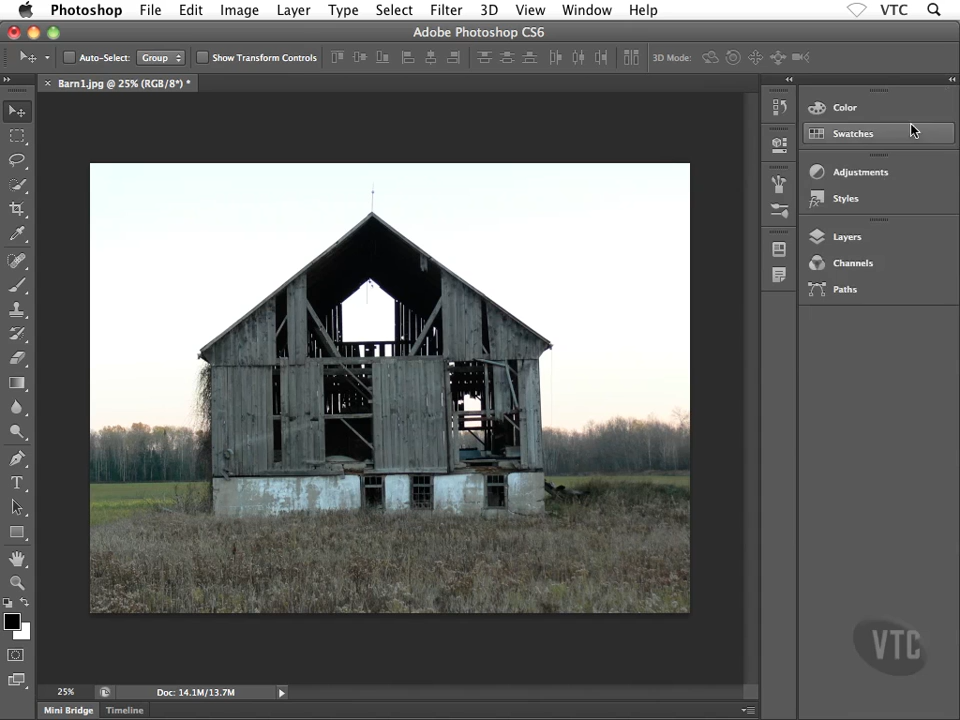 Photoshop File Edit Image Layer Type Select Filter 3D View Window Help VTC
Adobe Photoshop CS6
Auto-Select: Group Show Transform Controls 3D Mode:
Barn1.jpg @ 25% (RGB/8*) *
Color
Swatches
Adjustments
Styles
Layers
Channels
Paths
VTC
25% Doc: 14.1M/13.7M
Mini Bridge Timeline